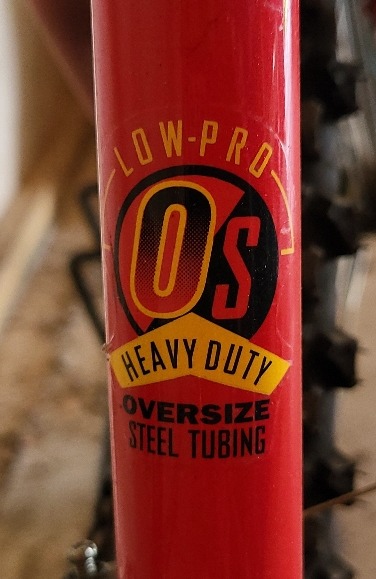 LOW-PRO
OS
HEAVY DUTY
OVERSIZE
STEEL TUBING